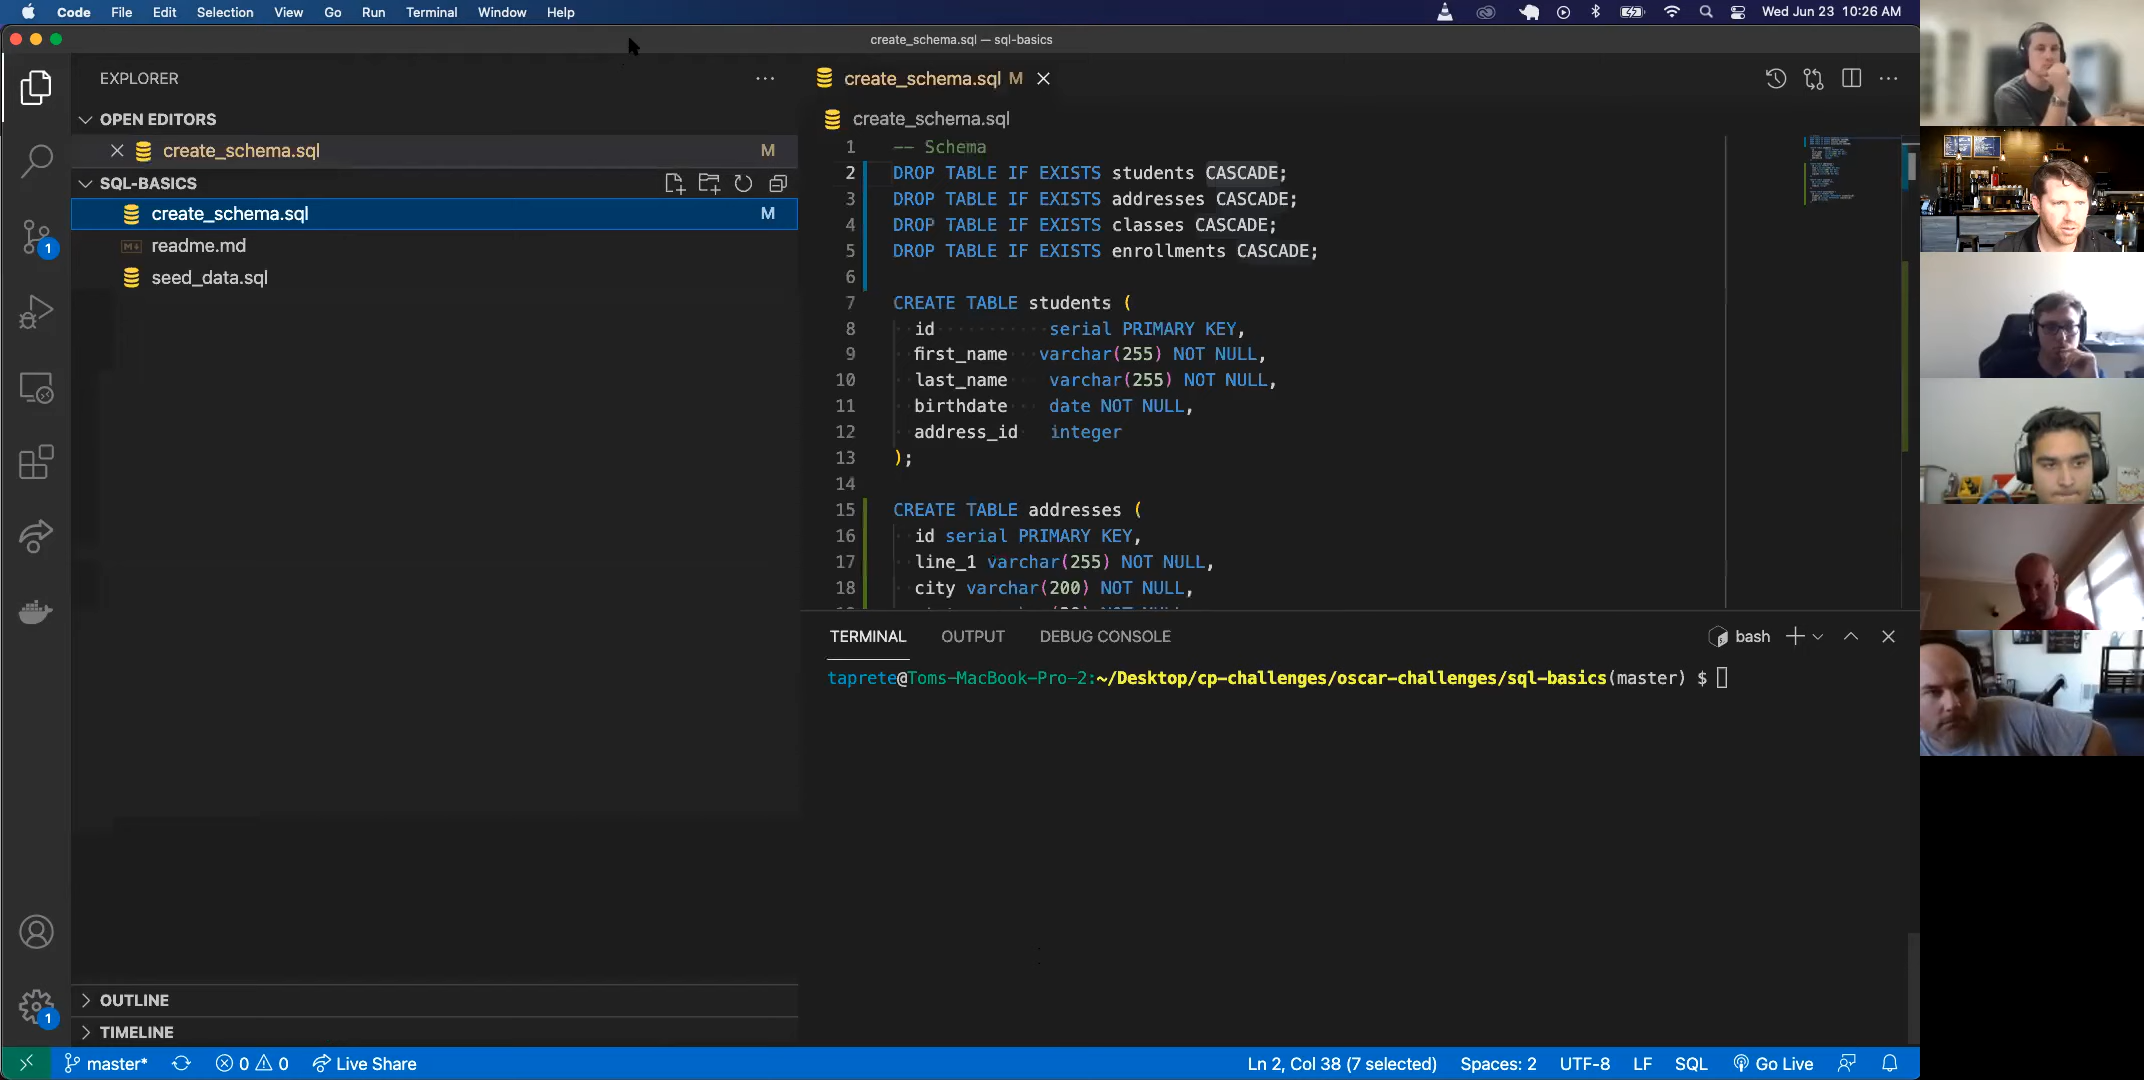 Code File Edit Selection View Go Run Terminal Window Help
Wed Jun 23 10:26 AM
create_schema.sql — sql-basics
EXPLORER
OPEN EDITORS
create_schema.sql M
SQL-BASICS
create_schema.sql M
readme.md
seed_data.sql
OUTLINE
TIMELINE
1
1
create_schema.sql M
create_schema.sql
1 -- Schema
2 DROP TABLE IF EXISTS students CASCADE;
3 DROP TABLE IF EXISTS addresses CASCADE;
4 DROP TABLE IF EXISTS classes CASCADE;
5 DROP TABLE IF EXISTS enrollments CASCADE;
6
7 CREATE TABLE students (
8 id serial PRIMARY KEY,
9 first_name varchar(255) NOT NULL,
10 last_name varchar(255) NOT NULL,
11 birthdate date NOT NULL,
12 address_id integer
13 );
14
15 CREATE TABLE addresses (
16 id serial PRIMARY KEY,
17 line_1 varchar(255) NOT NULL,
18 city varchar(200) NOT NULL,
TERMINAL OUTPUT DEBUG CONSOLE
bash
taprete@Toms-MacBook-Pro-2:~/Desktop/cp-challenges/oscar-challenges/sql-basics(master) $
master* 0 0 Live Share
Ln 2, Col 38 (7 selected) Spaces: 2 UTF-8 LF SQL Go Live